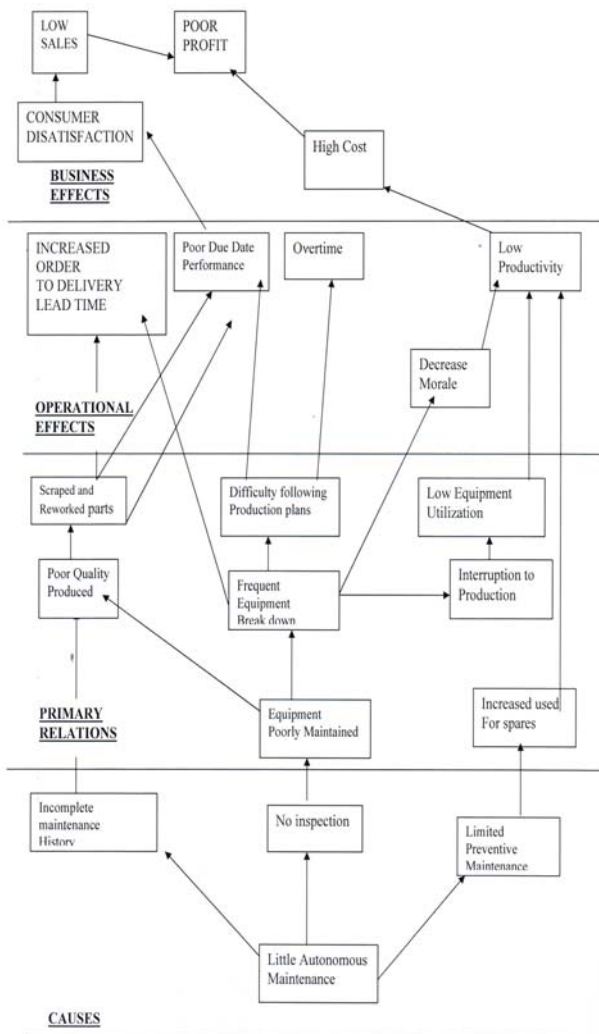 LOW
SALES
POOR
PROFIT
CONSUMER
DISATISFACTION
High Cost
BUSINESS
EFFECTS
INCREASED
ORDER
TO DELIVERY
LEAD TIME
Poor Due Date
Performance
Overtime
Low
Productivity
Decrease
Morale
OPERATIONAL
EFFECTS
Scraped and
Reworked parts
Difficulty following
Production plans
Low Equipment
Utilization
Poor Quality
Produced
Frequent
Equipment
Break down
Interruption to
Production
PRIMARY
RELATIONS
Equipment
Poorly Maintained
Increased used
For spares
Incomplete
maintenance
History
No inspection
Limited
Preventive
Maintenance
Little Autonomous
Maintenance
CAUSES